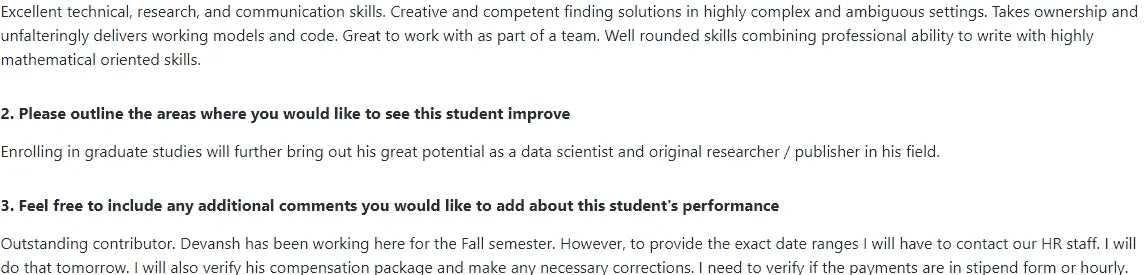 Excellent technical, research, and communication skills. Creative and competent finding solutions in highly complex and ambiguous settings. Takes ownership and
unfalteringly delivers working models and code. Great to work with as part of a team. Well rounded skills combining professional ability to write with highly
mathematical oriented skills.
2. Please outline the areas where you would like to see this student improve
Enrolling in graduate studies will further bring out his great potential as a data scientist and original researcher / publisher in his field.
3. Feel free to include any additional comments you would like to add about this student's performance
Outstanding contributor. Devansh has been working here for the Fall semester. However, to provide the exact date ranges I will have to contact our HR staff. I will
do that tomorrow. I will also verify his compensation package and make any necessary corrections. I need to verify if the payments are in stipend form or hourly.